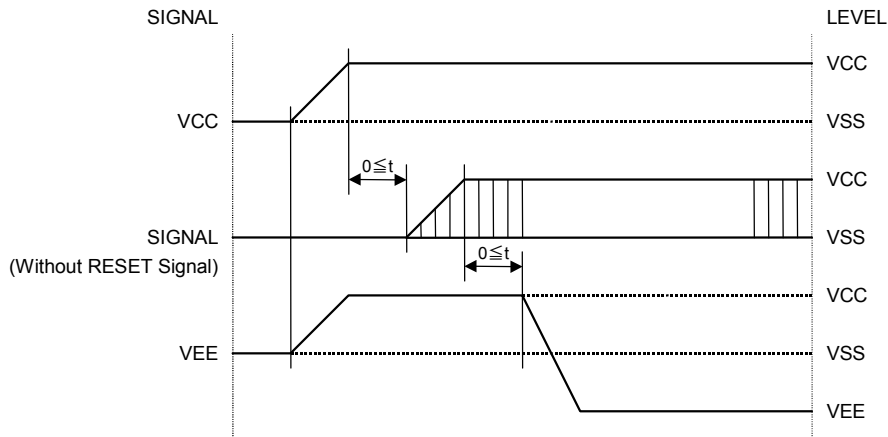 SIGNAL LEVEL
VCC
VCC VSS
0≦t
VCC
SIGNAL VSS
(Without RESET Signal)
0≦t
VCC
VEE VSS
VEE